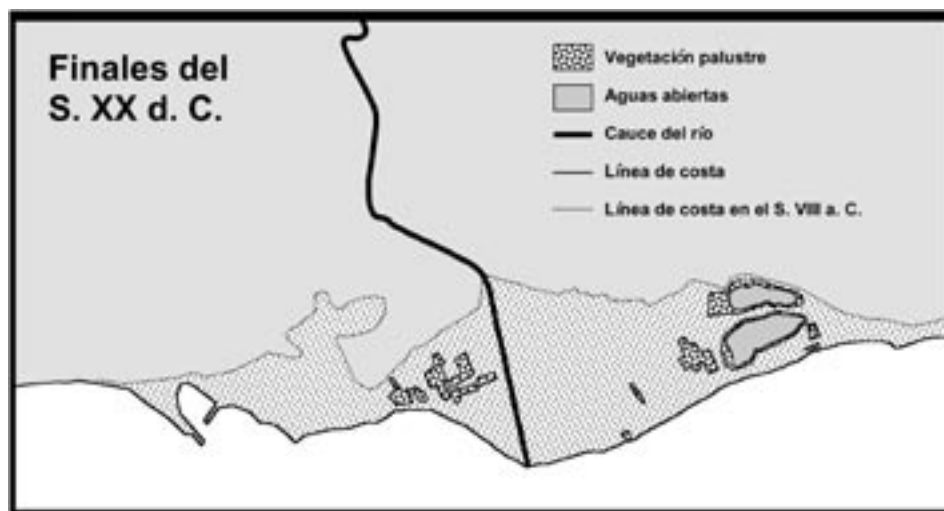 Finales del
S. XX d. C.
Vegetación palustre
Aguas abiertas
Cauce del río
Línea de costa
Línea de costa en el S. VIII a. C.